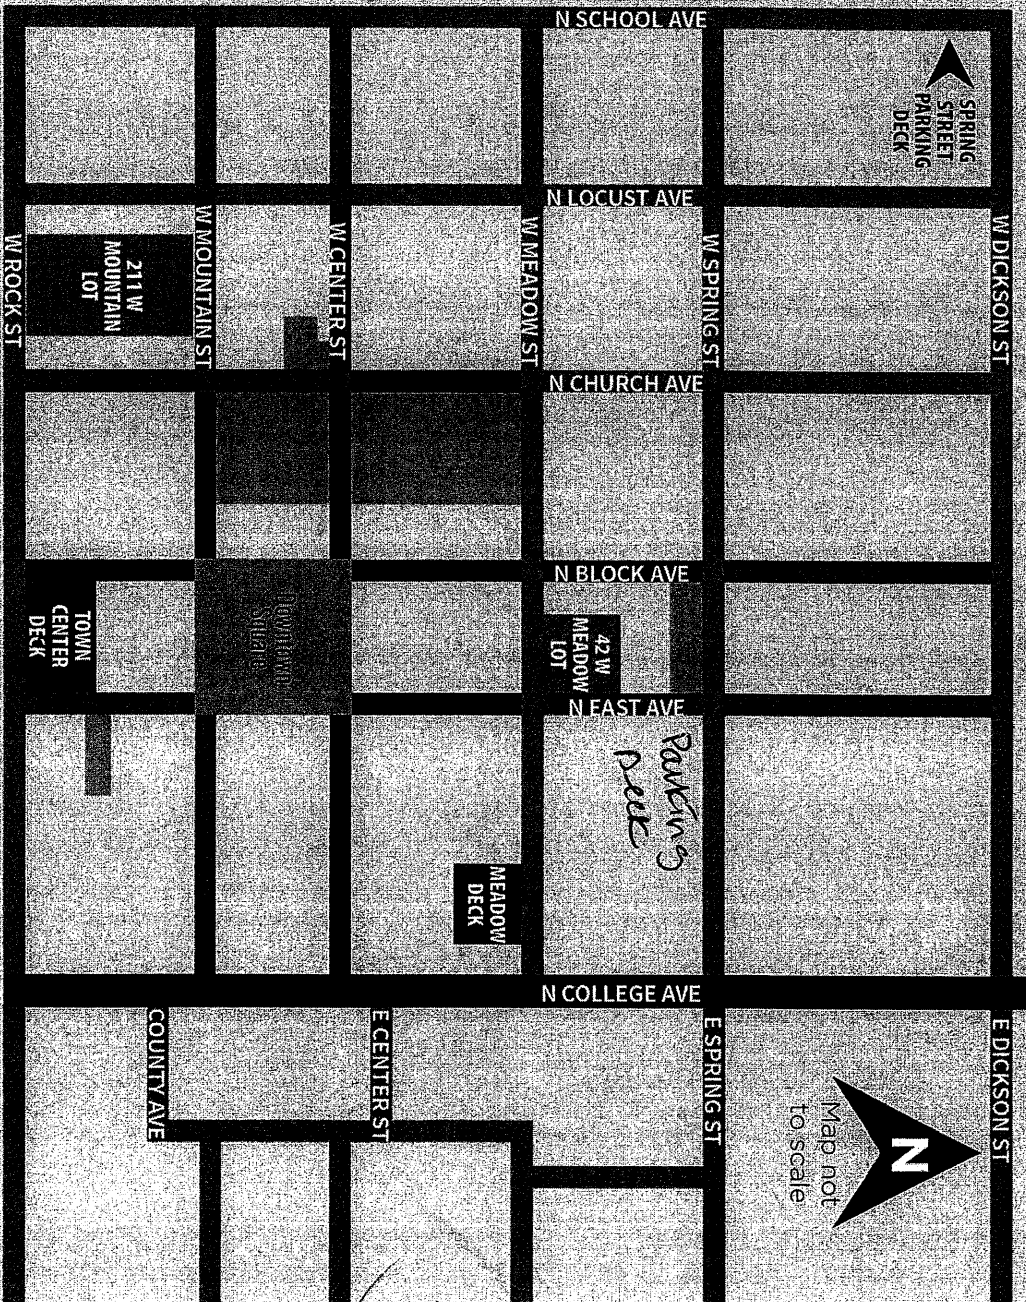 N SCHOOL AVE
SPRING
STREET
PARKING
DECK
N LOCUST AVE
W ROCK ST
211 W
MOUNTAIN
LOT
W MOUNTAIN ST
W CENTER ST
W MEADOW ST
W SPRING ST
W DICKSON ST
N CHURCH AVE
N BLOCK AVE
TOWN
CENTER
DECK
Downtown
Square
42 W
MEADOW
LOT
N EAST AVE
Parking
Deck
MEADOW
DECK
N COLLEGE AVE
COUNTY AVE
E CENTER ST
E SPRING ST
E DICKSON ST
N
Map not
to scale